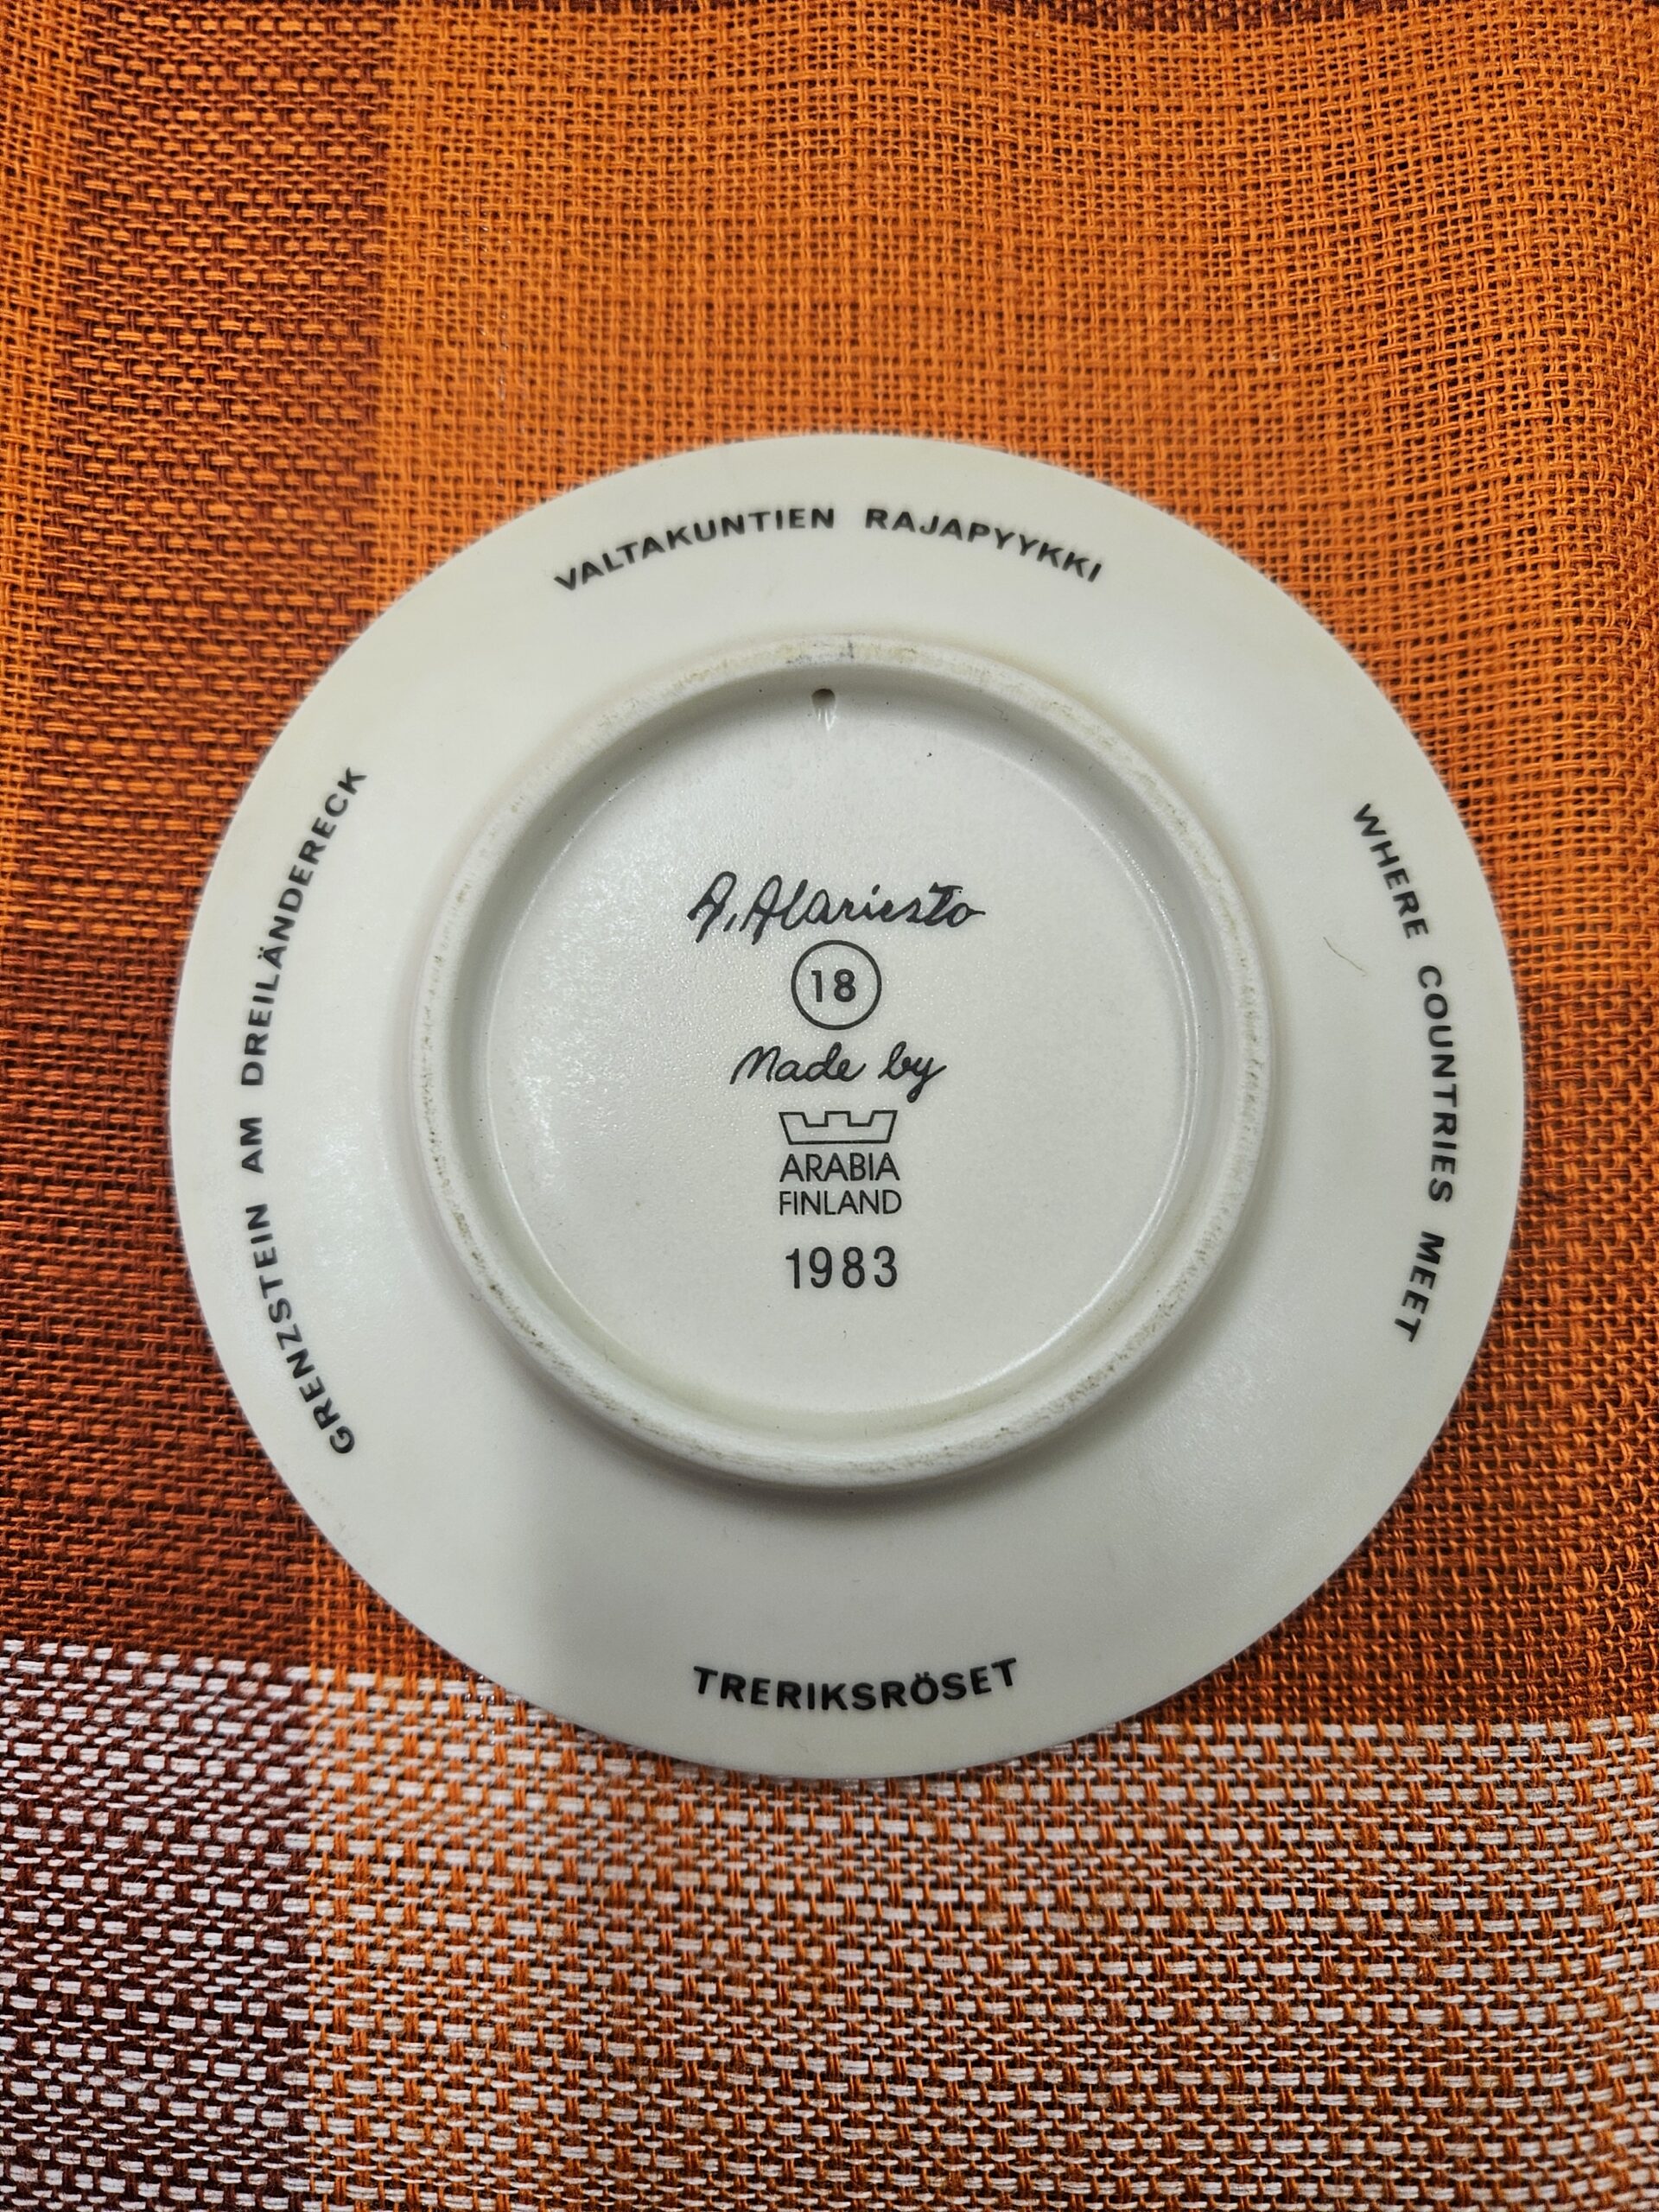 VALTAKUNTIEN RAJAPYYKKI
WHERE COUNTRIES MEET
TRERIKSRÖSET
GRENZSTEIN AM DREILÄNDERECK
A. Alariesto
18
Made by
ARABIA
FINLAND
1983